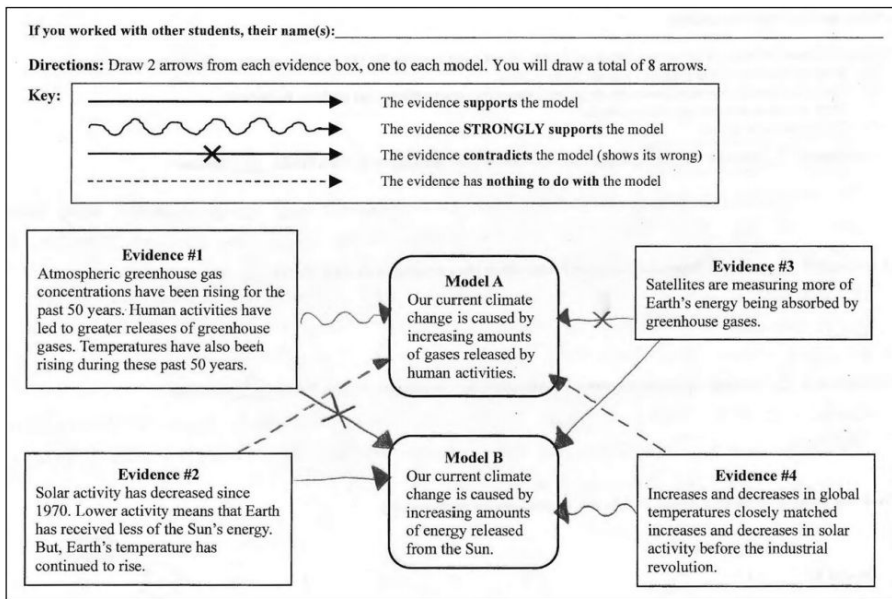 If you worked with other students, their name(s):
Directions: Draw 2 arrows from each evidence box, one to each model. You will draw a total of 8 arrows.
Key:
The evidence supports the model
The evidence STRONGLY supports the model
The evidence contradicts the model (shows its wrong)
The evidence has nothing to do with the model
Evidence #1
Atmospheric greenhouse gas
concentrations have been rising for the
past 50 years. Human activities have
led to greater releases of greenhouse
gases. Temperatures have also been
rising during these past 50 years.
Model A
Our current climate
change is caused by
increasing amounts
of gases released by
human activities.
Evidence #3
Satellites are measuring more of
Earth's energy being absorbed by
greenhouse gases.
Evidence #2
Solar activity has decreased since
1970. Lower activity means that Earth
has received less of the Sun's energy.
But, Earth's temperature has
continued to rise.
Model B
Our current climate
change is caused by
increasing amounts
of energy released
from the Sun.
Evidence #4
Increases and decreases in global
temperatures closely matched
increases and decreases in solar
activity before the industrial
revolution.